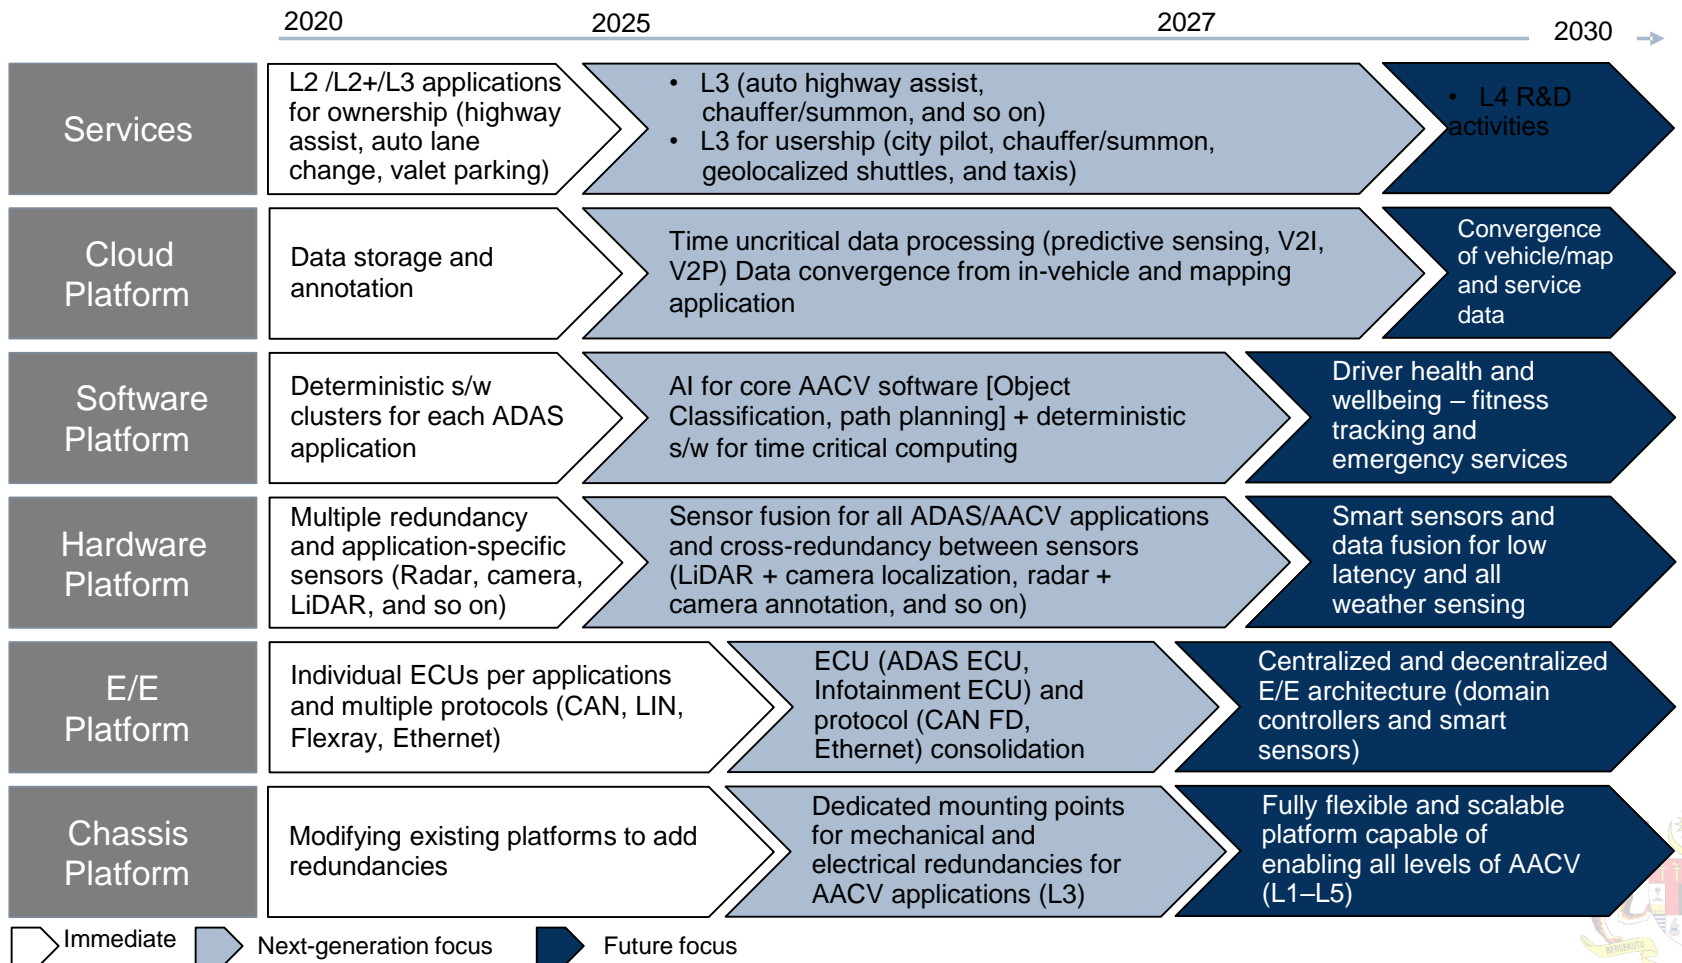 2020
2025
2027
2030
Services
L2 /L2+/L3 applications
for ownership (highway
assist, auto lane
change, valet parking)
• L3 (auto highway assist,
chauffer/summon, and so on)
• L3 for usership (city pilot, chauffer/summon,
geolocalized shuttles, and taxis)
• L4 R&D
activities
Cloud
Platform
Data storage and
annotation
Time uncritical data processing (predictive sensing, V2I,
V2P) Data convergence from in-vehicle and mapping
application
Convergence
of vehicle/map
and service
data
Software
Platform
Deterministic s/w
clusters for each ADAS
application
AI for core AACV software [Object
Classification, path planning] + deterministic
s/w for time critical computing
Driver health and
wellbeing – fitness
tracking and
emergency services
Hardware
Platform
Multiple redundancy
and application-specific
sensors (Radar, camera,
LiDAR, and so on)
Sensor fusion for all ADAS/AACV applications
and cross-redundancy between sensors
(LiDAR + camera localization, radar +
camera annotation, and so on)
Smart sensors and
data fusion for low
latency and all
weather sensing
E/E
Platform
Individual ECUs per applications
and multiple protocols (CAN, LIN,
Flexray, Ethernet)
ECU (ADAS ECU,
Infotainment ECU) and
protocol (CAN FD,
Ethernet) consolidation
Centralized and decentralized
E/E architecture (domain
controllers and smart
sensors)
Chassis
Platform
Modifying existing platforms to add
redundancies
Dedicated mounting points
for mechanical and
electrical redundancies for
AACV applications (L3)
Fully flexible and scalable
platform capable of
enabling all levels of AACV
(L1–L5)
BERSEKUTU
Immediate
Next-generation focus
Future focus